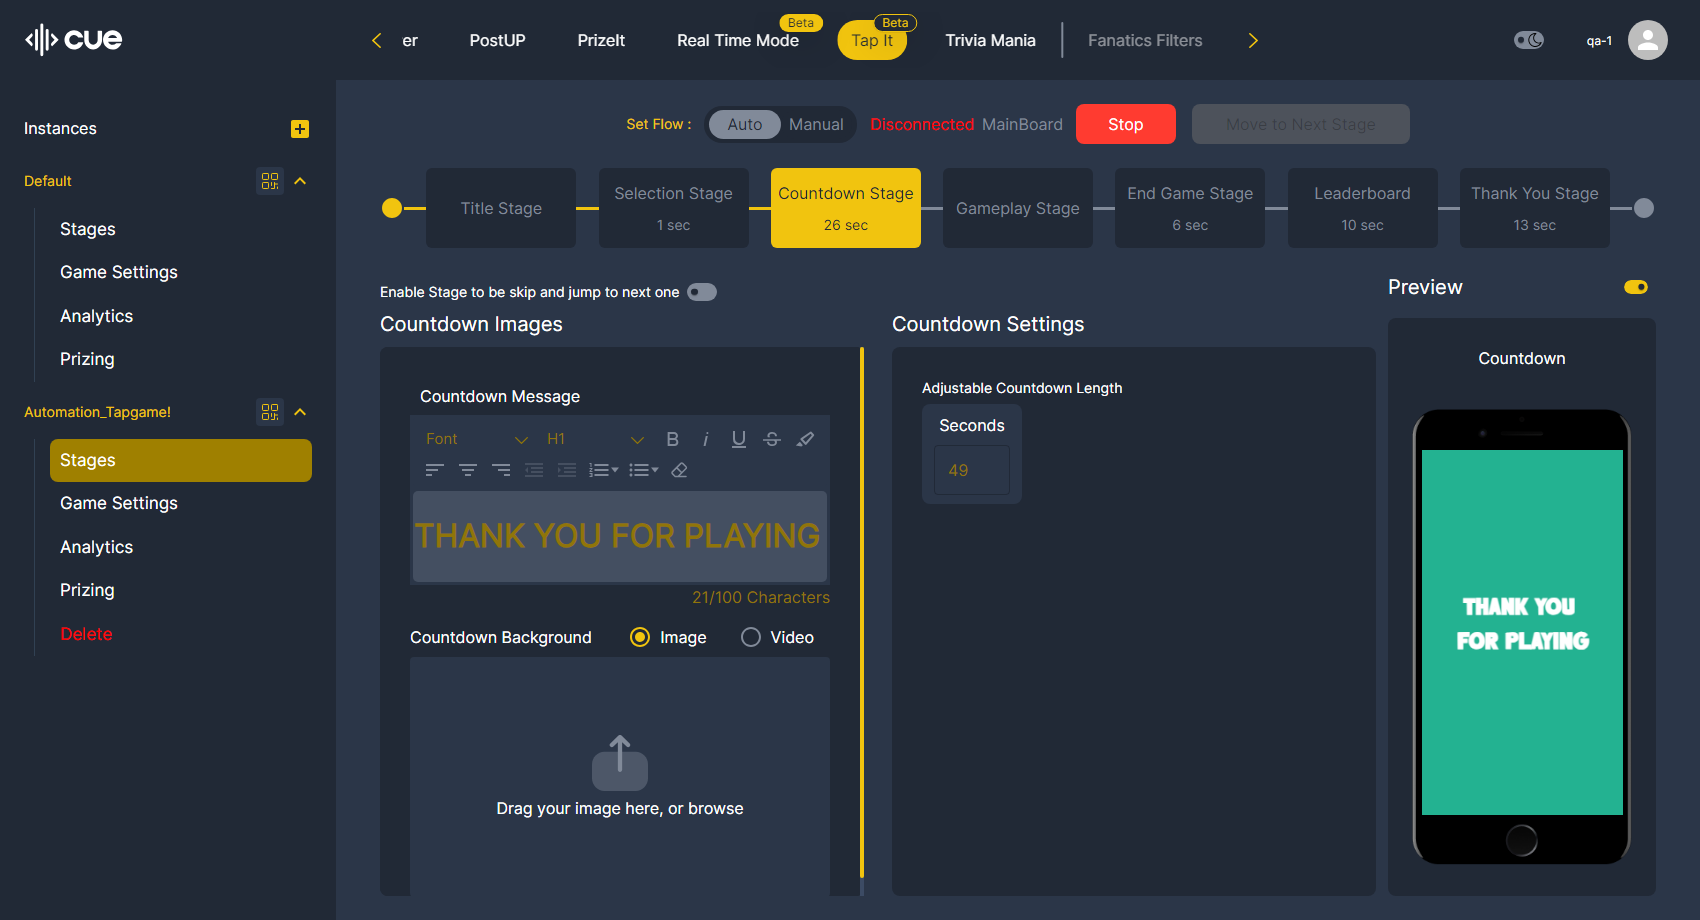 cue
er
PostUP
PrizeIt
Real Time Mode
Beta
Tap It
Beta
Trivia Mania
Fanatics Filters
qa-1
Instances
Default
Stages
Game Settings
Analytics
Prizing
Automation_Tapgame!
Stages
Game Settings
Analytics
Prizing
Delete
Set Flow :
Auto
Manual
Disconnected MainBoard
Stop
Move to Next Stage
Title Stage
Selection Stage
1 sec
Countdown Stage
26 sec
Gameplay Stage
End Game Stage
6 sec
Leaderboard
10 sec
Thank You Stage
13 sec
Enable Stage to be skip and jump to next one
Countdown Images
Countdown Message
Font
H1
B i U S
THANK YOU FOR PLAYING
21/100 Characters
Countdown Background
Image
Video
Drag your image here, or browse
Countdown Settings
Adjustable Countdown Length
Seconds
49
Preview
Countdown
THANK YOU
FOR PLAYING